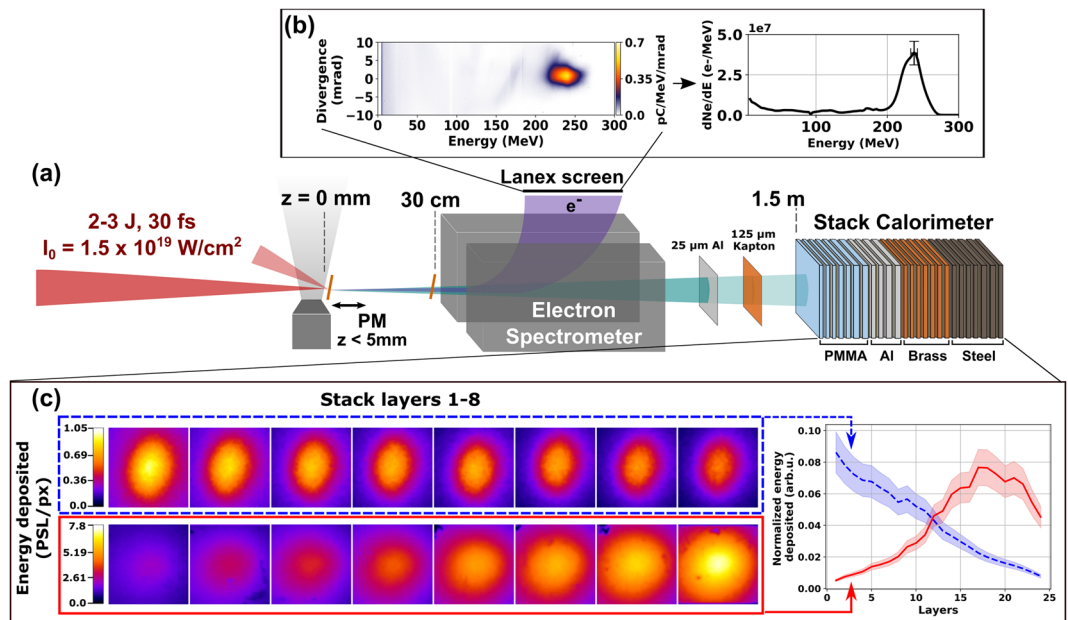 (b)
Divergence
(mrad)
10
5
0
−5
−10
0
50
100
150
200
250
300
Energy (MeV)
0.7
0.35
0.0
pC/MeV/mrad
1e7
5.0
2.5
0.0
dNe/dE (e-/MeV)
100
200
300
Energy (MeV)
(a)
z = 0 mm
30 cm
Lanex screen
e-
1.5 m
Stack Calorimeter
2-3 J, 30 fs
I0 = 1.5 x 10^19 W/cm^2
25 µm Al
125 µm
Kapton
PM
z < 5mm
Electron
Spectrometer
PMMA
Al
Brass
Steel
(c)
Stack layers 1-8
Energy deposited
(PSL/px)
1.05
0.69
0.36
0.0
7.8
5.19
2.61
0.0
Normalized energy
deposited (arb.u.)
0.10
0.08
0.06
0.04
0.02
0.00
0
5
10
15
20
25
Layers